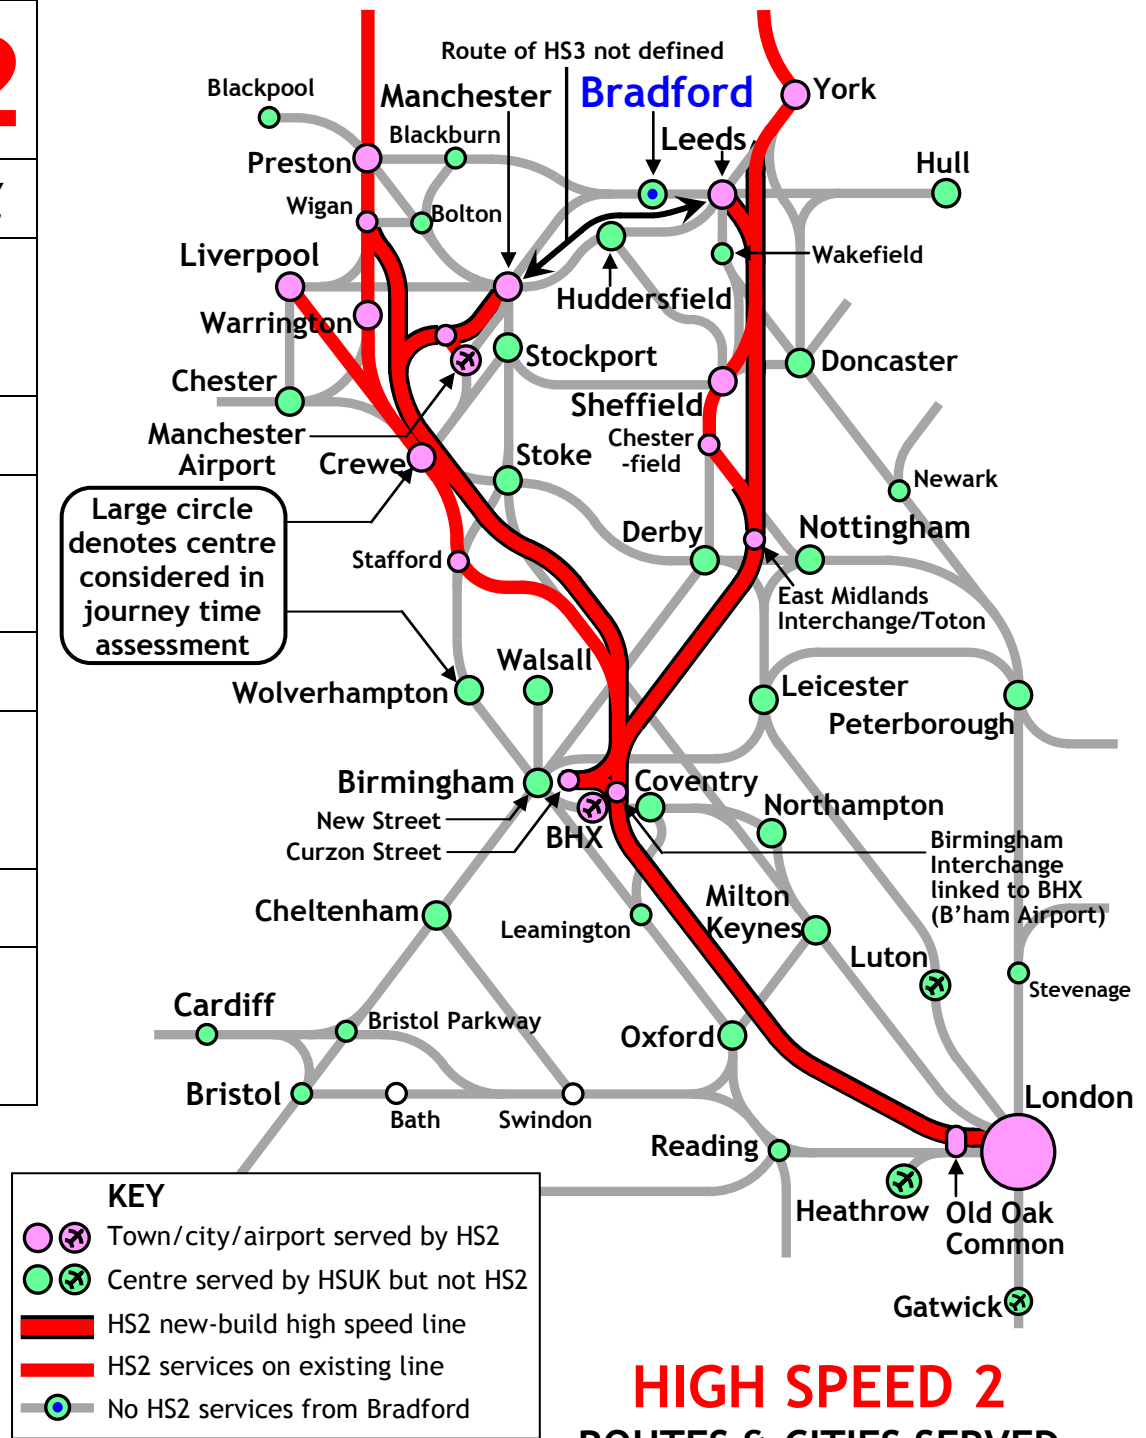 2
Route of HS3 not defined
Blackpool
Manchester
Bradford
York
Blackburn
Leeds
Preston
Hull
Wigan
Bolton
Liverpool
Wakefield
Huddersfield
Warrington
Stockport
Doncaster
Chester
Sheffield
Manchester
Airport
Chester
-field
Crewe
Stoke
Newark
Large circle
denotes centre
considered in
journey time
assessment
Derby
Nottingham
Stafford
East Midlands
Interchange/Toton
Walsall
Wolverhampton
Leicester
Peterborough
Birmingham
Coventry
Northampton
New Street
BHX
Curzon Street
Birmingham
Interchange
linked to BHX
(B'ham Airport)
Milton
Keynes
Cheltenham
Leamington
Luton
Stevenage
Cardiff
Bristol Parkway
Oxford
Bristol
Bath
Swindon
London
Reading
Heathrow
Old Oak
Common
Gatwick
KEY
Town/city/airport served by HS2
Centre served by HSUK but not HS2
HS2 new-build high speed line
HS2 services on existing line
No HS2 services from Bradford
HIGH SPEED 2
ROUTES & CITIES SERVED